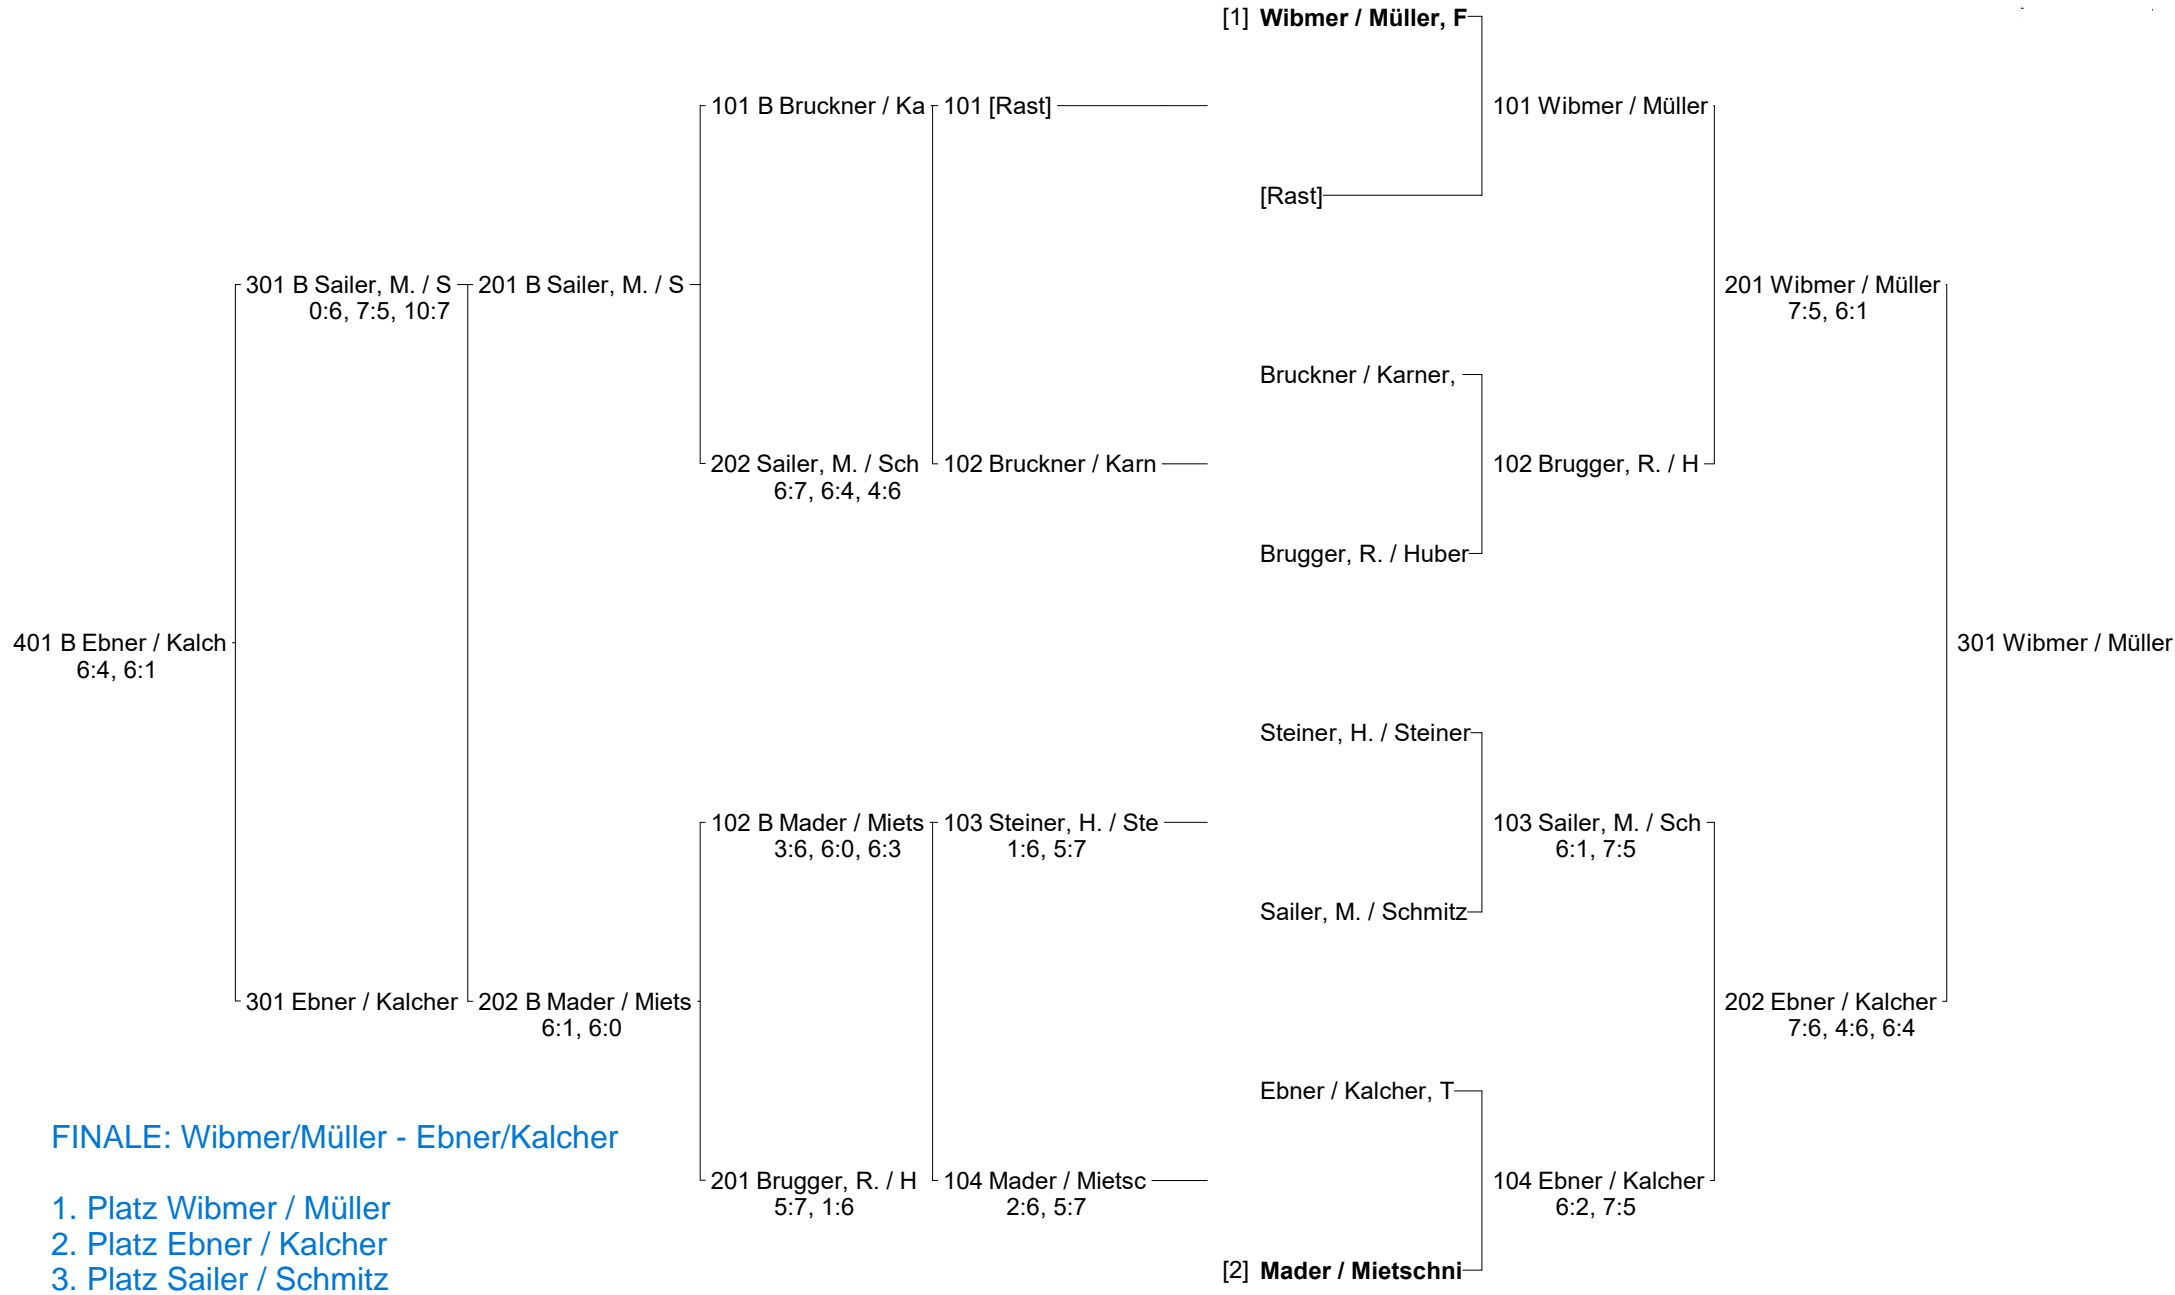 [1] Wibmer / Müller, F
101 B Bruckner / Ka
101 [Rast]
101 Wibmer / Müller
[Rast]
301 B Sailer, M. / S
0:6, 7:5, 10:7
201 B Sailer, M. / S
201 Wibmer / Müller
7:5, 6:1
Bruckner / Karner,
202 Sailer, M. / Sch
6:7, 6:4, 4:6
102 Bruckner / Karn
102 Brugger, R. / H
Brugger, R. / Huber
401 B Ebner / Kalch
6:4, 6:1
301 Wibmer / Müller
Steiner, H. / Steiner
102 B Mader / Miets
3:6, 6:0, 6:3
103 Steiner, H. / Ste
1:6, 5:7
103 Sailer, M. / Sch
6:1, 7:5
Sailer, M. / Schmitz
301 Ebner / Kalcher
202 B Mader / Miets
6:1, 6:0
202 Ebner / Kalcher
7:6, 4:6, 6:4
Ebner / Kalcher, T
201 Brugger, R. / H
5:7, 1:6
104 Mader / Mietsc
2:6, 5:7
104 Ebner / Kalcher
6:2, 7:5
[2] Mader / Mietschni
FINALE: Wibmer/Müller - Ebner/Kalcher
1. Platz Wibmer / Müller
2. Platz Ebner / Kalcher
3. Platz Sailer / Schmitz